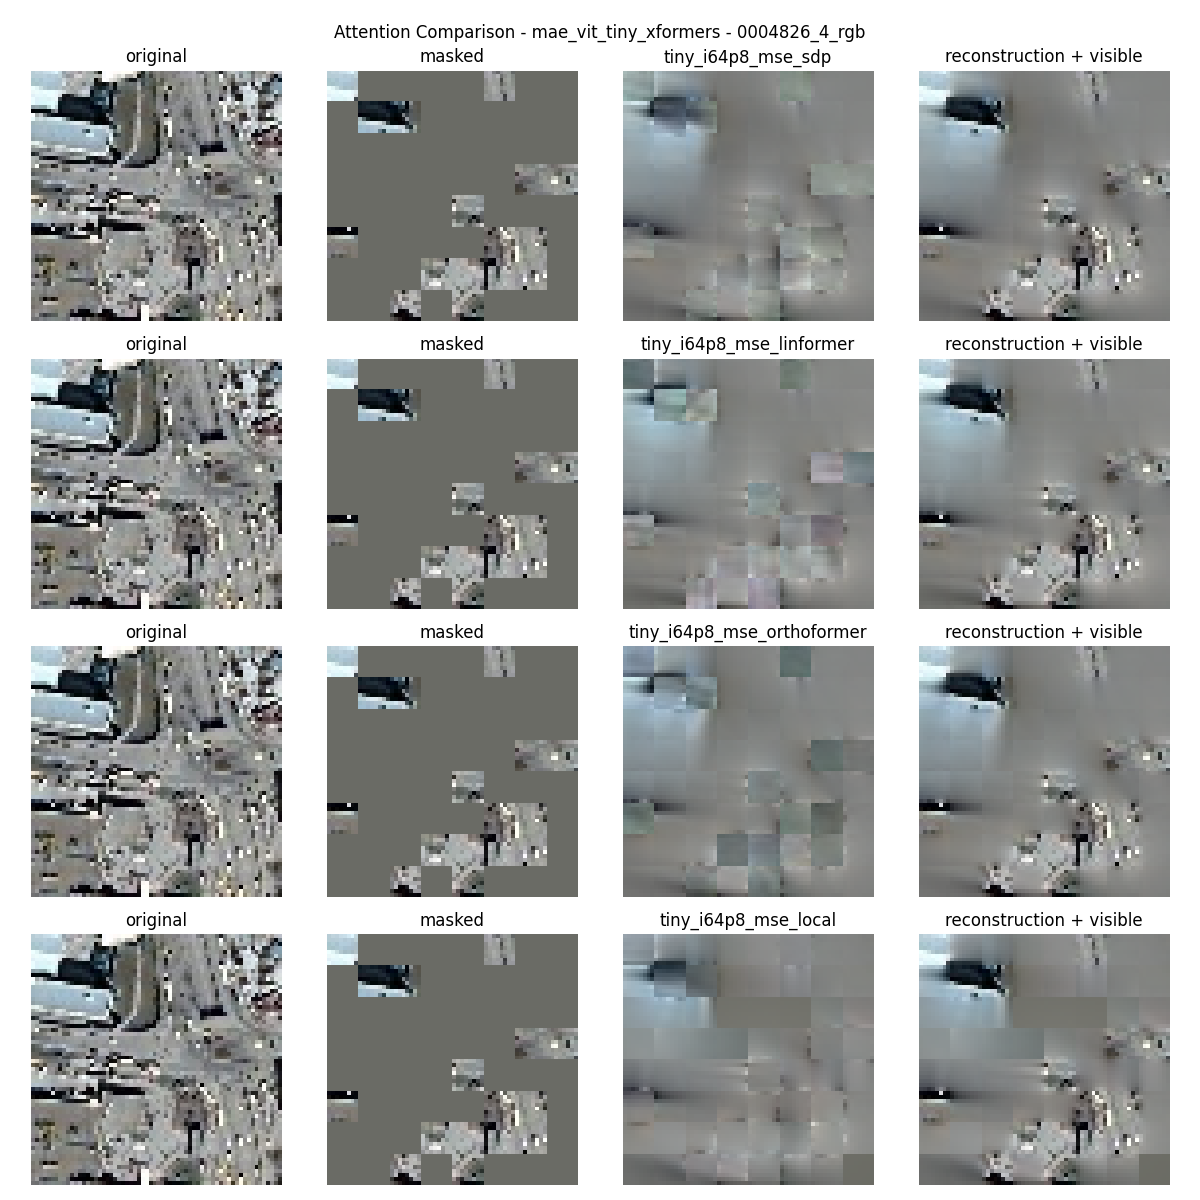 Attention Comparison - mae_vit_tiny_xformers - 0004826_4_rgb
original masked tiny_i64p8_mse_sdp reconstruction + visible
original masked tiny_i64p8_mse_linformer reconstruction + visible
original masked tiny_i64p8_mse_orthoformer reconstruction + visible
original masked tiny_i64p8_mse_local reconstruction + visible